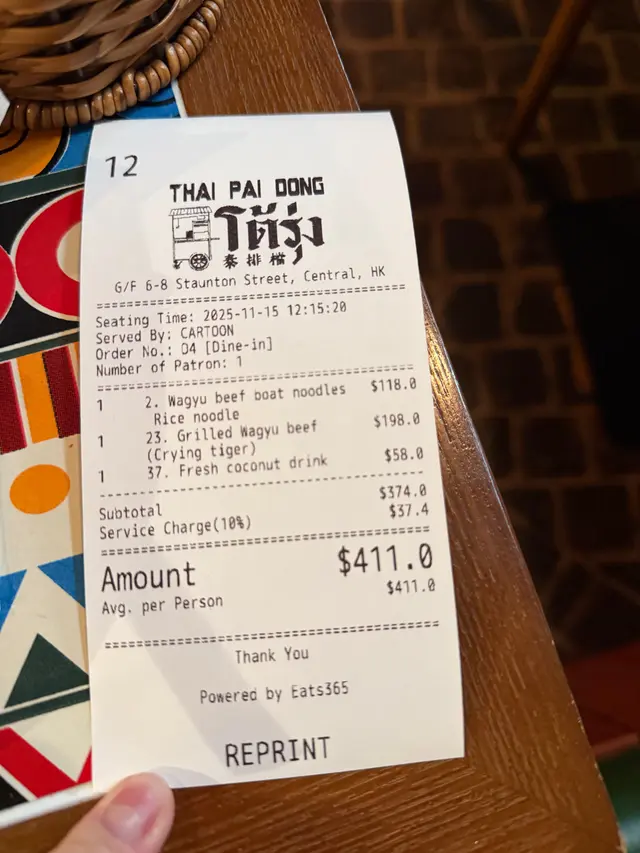 12
THAI PAI DONG
โต้รุ่ง
泰排檔
G/F 6-8 Staunton Street, Central, HK
Seating Time: 2025-11-15 12:15:20
Served By: CARTOON
Order No.: D4 [Dine-in]
Number of Patron: 1
1 2. Wagyu beef boat noodles $118.0
Rice noodle
1 23. Grilled Wagyu beef $198.0
(Crying tiger)
1 37. Fresh coconut drink $58.0
Subtotal $374.0
Service Charge(10%) $37.4
Amount $411.0
Avg. per Person $411.0
Thank You
Powered by Eats365
REPRINT